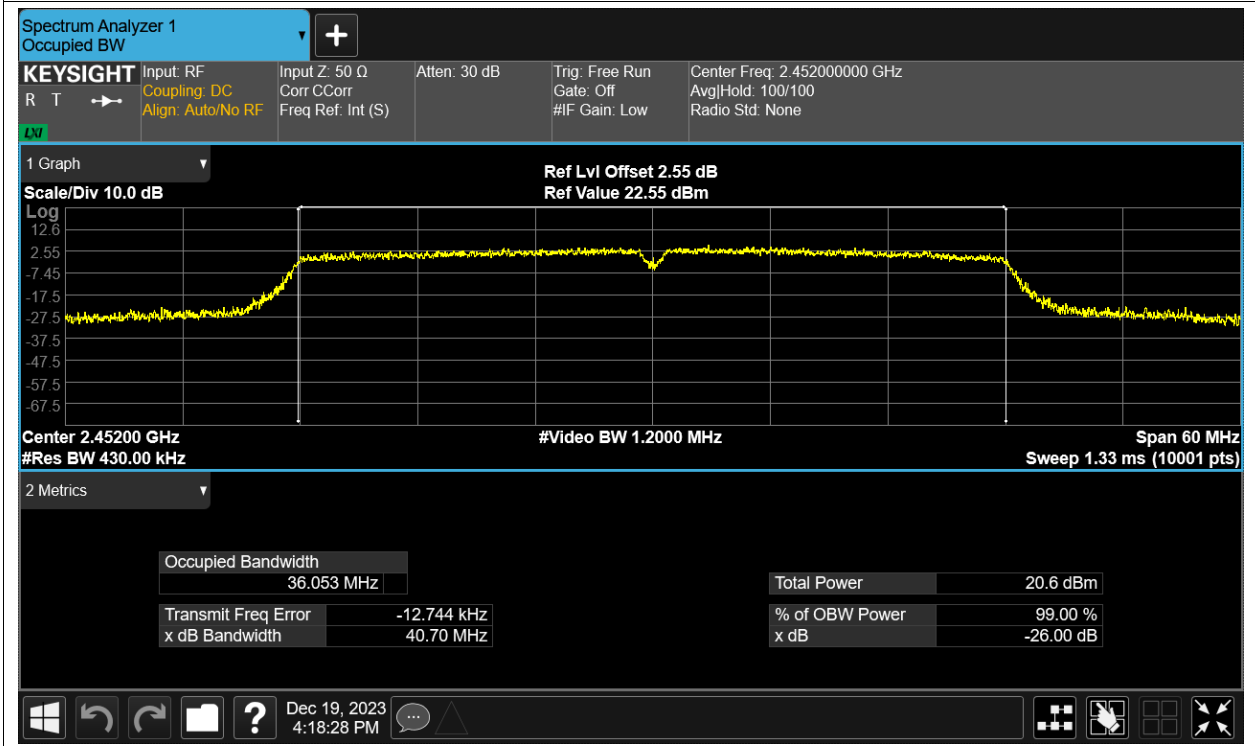 Spectrum Analyzer 1
Occupied BW
KEYSIGHT
R T
LXI
Input: RF
Coupling: DC
Align: Auto/No RF
Input Z: 50 Ω
Corr CCorr
Freq Ref: Int (S)
Atten: 30 dB
Trig: Free Run
Gate: Off
#IF Gain: Low
Center Freq: 2.452000000 GHz
Avg|Hold: 100/100
Radio Std: None
1 Graph
Scale/Div 10.0 dB
Ref Lvl Offset 2.55 dB
Ref Value 22.55 dBm
Log
12.6
2.55
-7.45
-17.5
-27.5
-37.5
-47.5
-57.5
-67.5
Center 2.45200 GHz
#Res BW 430.00 kHz
#Video BW 1.2000 MHz
Span 60 MHz
Sweep 1.33 ms (10001 pts)
2 Metrics
Occupied Bandwidth
36.053 MHz
Transmit Freq Error -12.744 kHz
x dB Bandwidth 40.70 MHz
Total Power 20.6 dBm
% of OBW Power 99.00 %
x dB -26.00 dB
?
Dec 19, 2023
4:18:28 PM